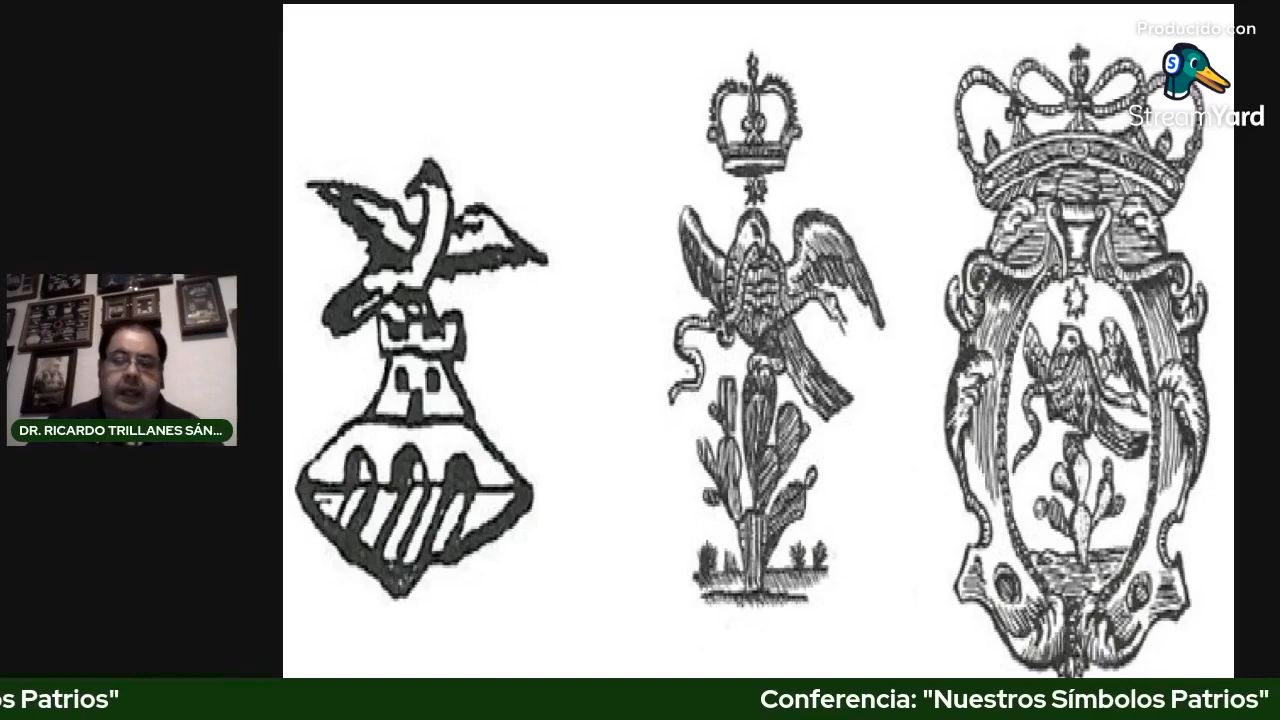 Producido con
StreamYard
DR. RICARDO TRILLANES SÁN...
os Patrios"
Conferencia: "Nuestros Símbolos Patrios"